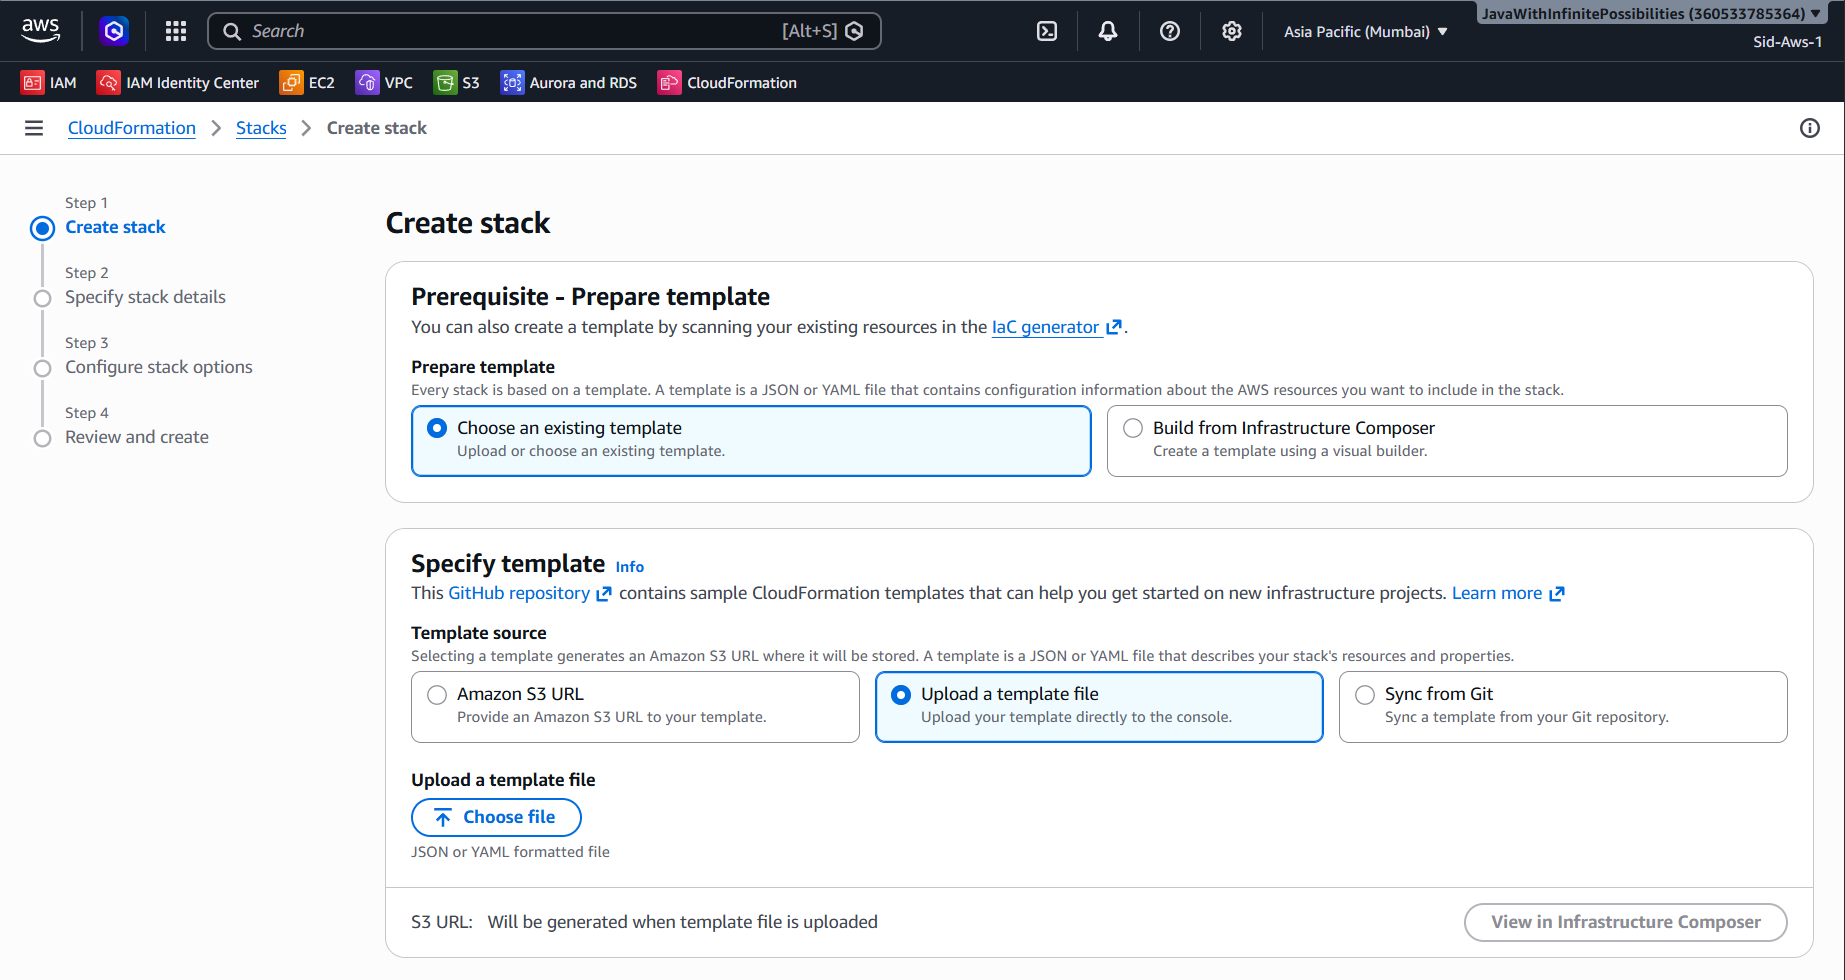 aws
Search [Alt+S]
Asia Pacific (Mumbai) ▼
JavaWithInfinitePossibilities (360533785364) ▼
Sid-Aws-1
IAM IAM Identity Center EC2 VPC S3 Aurora and RDS CloudFormation
CloudFormation > Stacks > Create stack
Step 1
Create stack
Step 2
Specify stack details
Step 3
Configure stack options
Step 4
Review and create
Create stack
Prerequisite - Prepare template
You can also create a template by scanning your existing resources in the IaC generator.
Prepare template
Every stack is based on a template. A template is a JSON or YAML file that contains configuration information about the AWS resources you want to include in the stack.
Choose an existing template
Upload or choose an existing template.
Build from Infrastructure Composer
Create a template using a visual builder.
Specify template Info
This GitHub repository contains sample CloudFormation templates that can help you get started on new infrastructure projects. Learn more
Template source
Selecting a template generates an Amazon S3 URL where it will be stored. A template is a JSON or YAML file that describes your stack's resources and properties.
Amazon S3 URL
Provide an Amazon S3 URL to your template.
Upload a template file
Upload your template directly to the console.
Sync from Git
Sync a template from your Git repository.
Upload a template file
Choose file
JSON or YAML formatted file
S3 URL: Will be generated when template file is uploaded
View in Infrastructure Composer